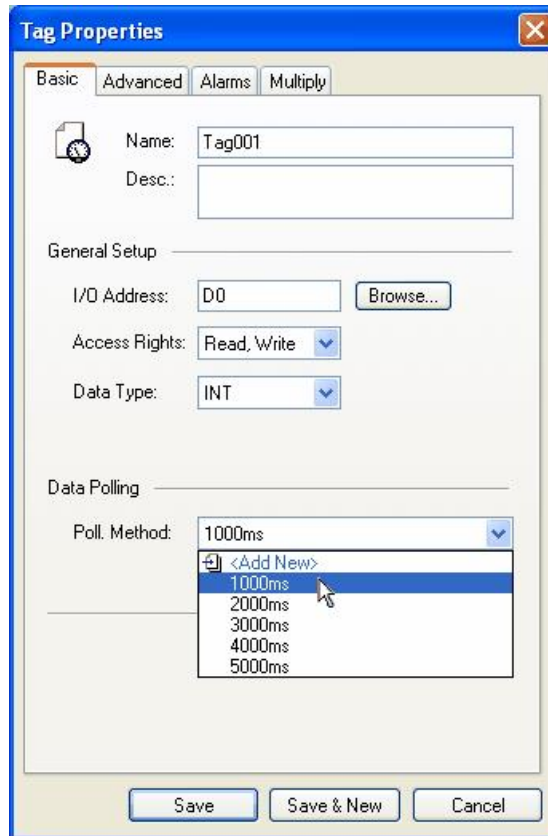 Tag Properties
Basic Advanced Alarms Multiply
Name: Tag001
Desc.:
General Setup
I/O Address: D0 Browse...
Access Rights: Read, Write
Data Type: INT
Data Polling
Poll. Method: 1000ms
<Add New>
1000ms
2000ms
3000ms
4000ms
5000ms
Save Save & New Cancel